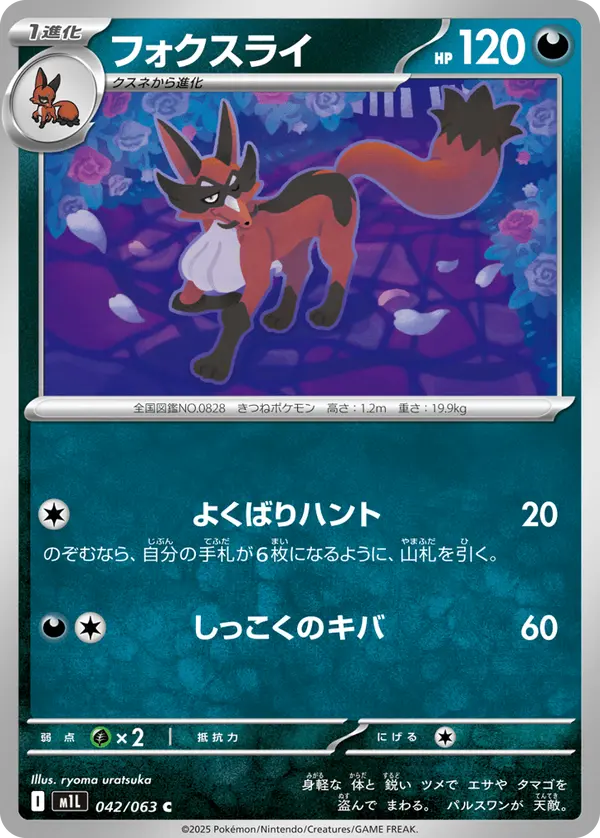 1進化
フォクスライ
HP 120
クスネから進化
全国図鑑NO.0828 きつねポケモン 高さ：1.2m 重さ：19.9kg
よくばりハント 20
のぞむなら、自分の手札が6枚になるように、山札を引く。
しっこくのキバ 60
弱点 ×2 抵抗力 にげる
Illus. ryoma uratsuka
I M1L 042/063 C
身軽な 体と 鋭い ツメで エサや タマゴを
盗んで まわる。 パルスワンが 天敵。
©2025 Pokémon/Nintendo/Creatures/GAME FREAK.